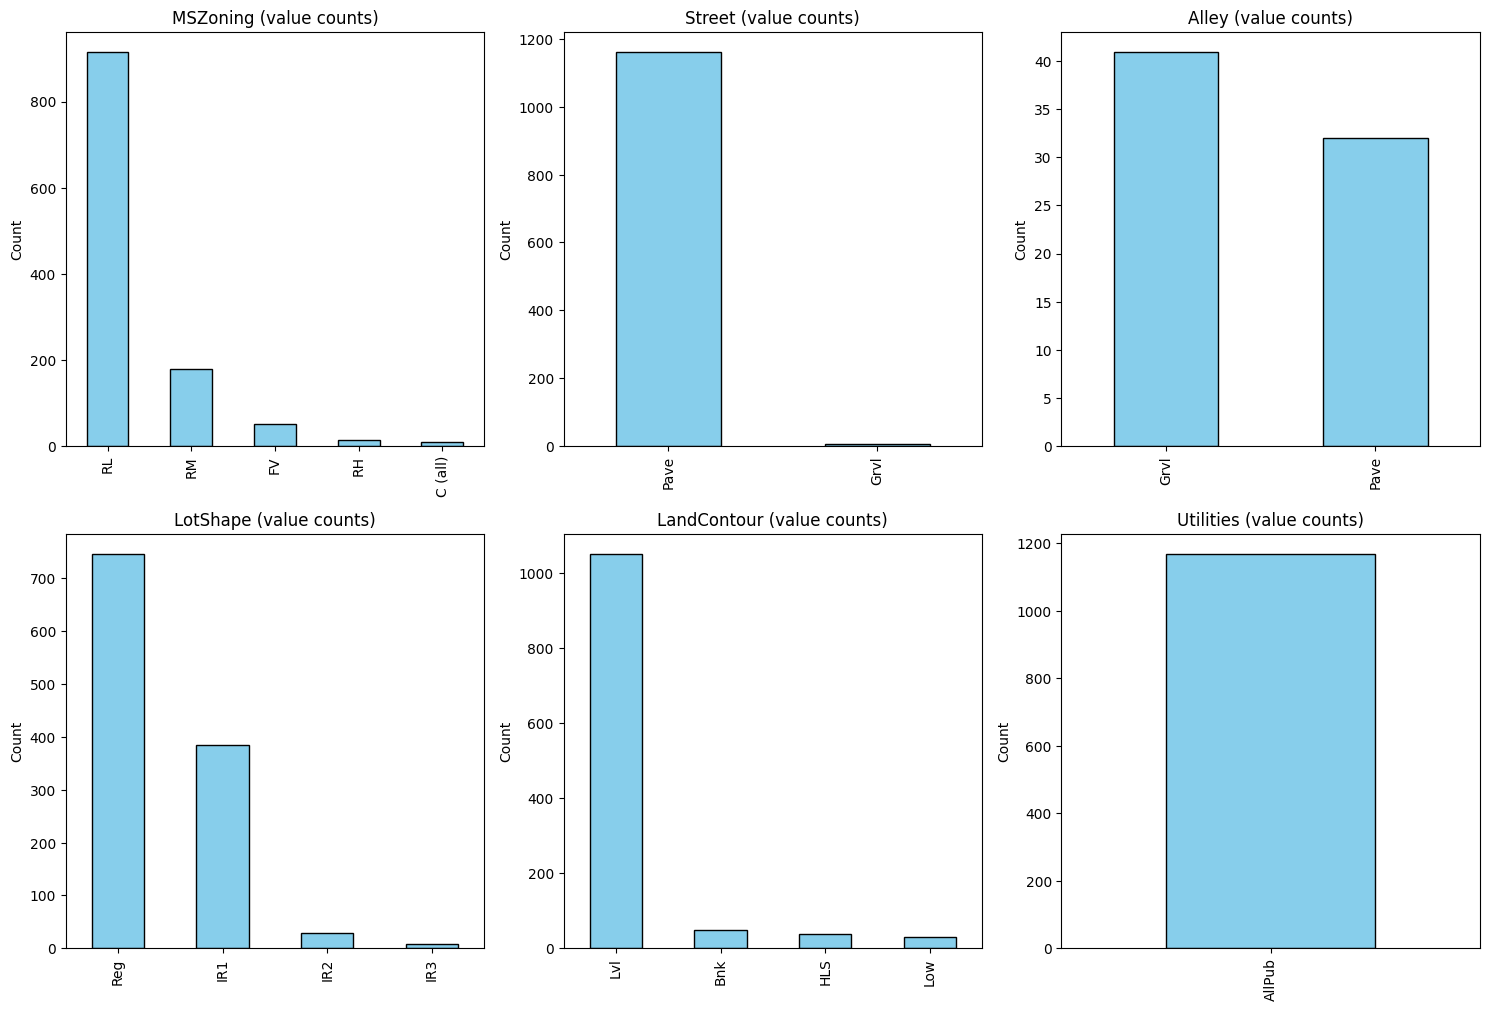 MSZoning (value counts)
Count
800
600
400
200
0
RL
RM
FV
RH
C (all)
Street (value counts)
Count
1200
1000
800
600
400
200
0
Pave
Grvl
Alley (value counts)
Count
40
35
30
25
20
15
10
5
0
Grvl
Pave
LotShape (value counts)
Count
700
600
500
400
300
200
100
0
Reg
IR1
IR2
IR3
LandContour (value counts)
Count
1000
800
600
400
200
0
Lvl
Bnk
HLS
Low
Utilities (value counts)
Count
1200
1000
800
600
400
200
0
AllPub